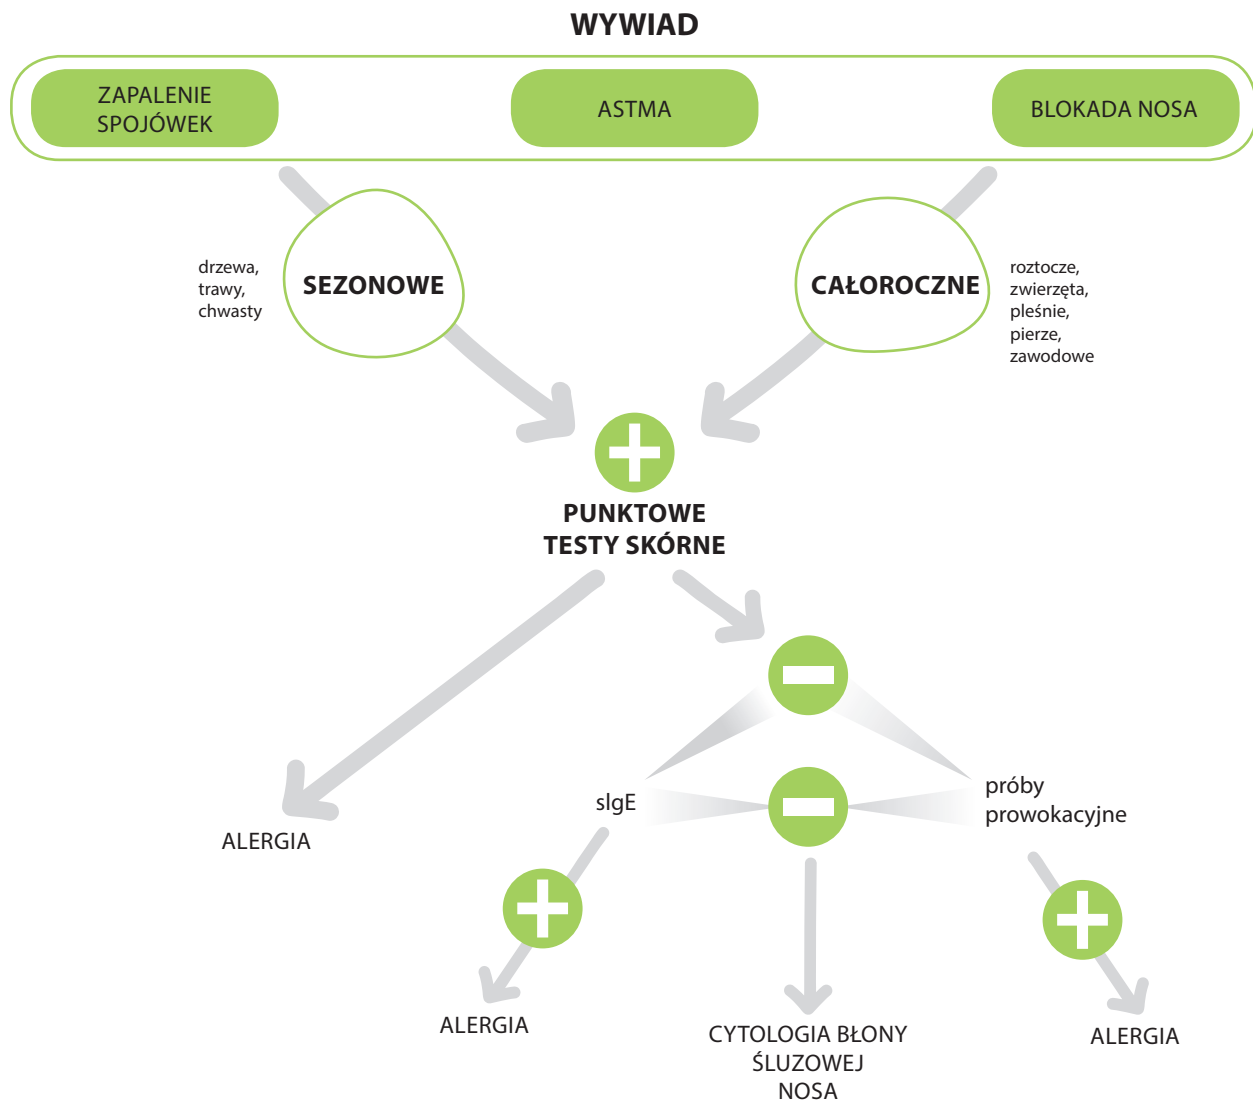 WYWIAD
ZAPALENIE
SPOJÓWEK
ASTMA
BLOKADA NOSA
drzewa,
trawy,
chwasty
SEZONOWE
CAŁOROCZNE
roztocze,
zwierzęta,
pleśnie,
pierze,
zawodowe
PUNKTOWE
TESTY SKÓRNE
sIgE
próby
prowokacyjne
ALERGIA
ALERGIA
CYTOLOGIA BŁONY
ŚLUZOWEJ
NOSA
ALERGIA